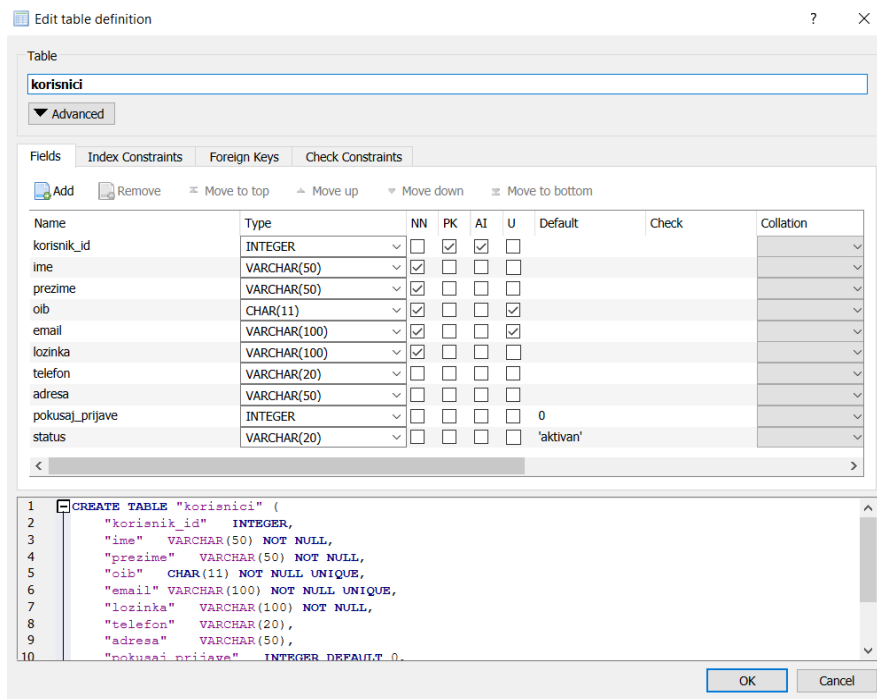 Edit table definition ?
Table
korisnici
Advanced
Fields Index Constraints Foreign Keys Check Constraints
Add Remove Move to top Move up Move down Move to bottom
Name Type NN PK AI U Default Check Collation
korisnik_id INTEGER
ime VARCHAR(50)
prezime VARCHAR(50)
oib CHAR(11)
email VARCHAR(100)
lozinka VARCHAR(100)
telefon VARCHAR(20)
adresa VARCHAR(50)
pokusaj_prijave INTEGER 0
status VARCHAR(20) 'aktivan'
1 CREATE TABLE "korisnici" (
2 "korisnik_id" INTEGER,
3 "ime" VARCHAR(50) NOT NULL,
4 "prezime" VARCHAR(50) NOT NULL,
5 "oib" CHAR(11) NOT NULL UNIQUE,
6 "email" VARCHAR(100) NOT NULL UNIQUE,
7 "lozinka" VARCHAR(100) NOT NULL,
8 "telefon" VARCHAR(20),
9 "adresa" VARCHAR(50),
10 "pokusaj_prijave" INTEGER DEFAULT 0,
OK Cancel